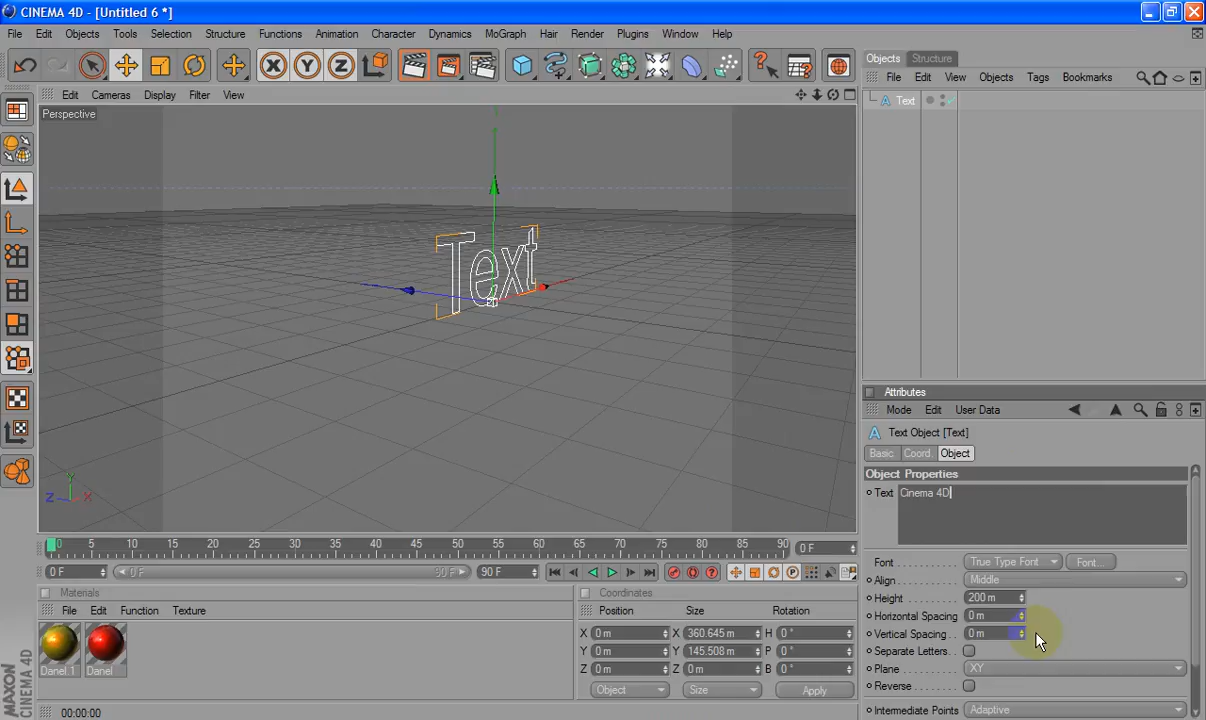 CINEMA 4D - [Untitled 6 *]
File Edit Objects Tools Selection Structure Functions Animation Character Dynamics MoGraph Hair Render Plugins Window Help
X Y Z
Objects Structure
File Edit View Objects Tags Bookmarks
Edit Cameras Display Filter View
Perspective
Text
Text
Y
Z X
Attributes
Mode Edit User Data
Text Object [Text]
Basic Coord. Object
Object Properties
Text Cinema 4D
Font True Type Font Font...
Align Middle
Height 200 m
Horizontal Spacing 0 m
Vertical Spacing 0 m
Separate Letters
Plane XY
Reverse
Intermediate Points Adaptive
0 5 10 15 20 25 30 35 40 45 50 55 60 65 70 75 80 85 90 0 F
0 F 0 F 90 F 90 F
Materials
File Edit Function Texture
Danel.1 Danel
Coordinates
Position Size Rotation
X 0 m X 360.645 m H 0 °
Y 0 m Y 145.508 m P 0 °
Z 0 m Z 0 m B 0 °
Object Size Apply
MAXON CINEMA 4D
00:00:00